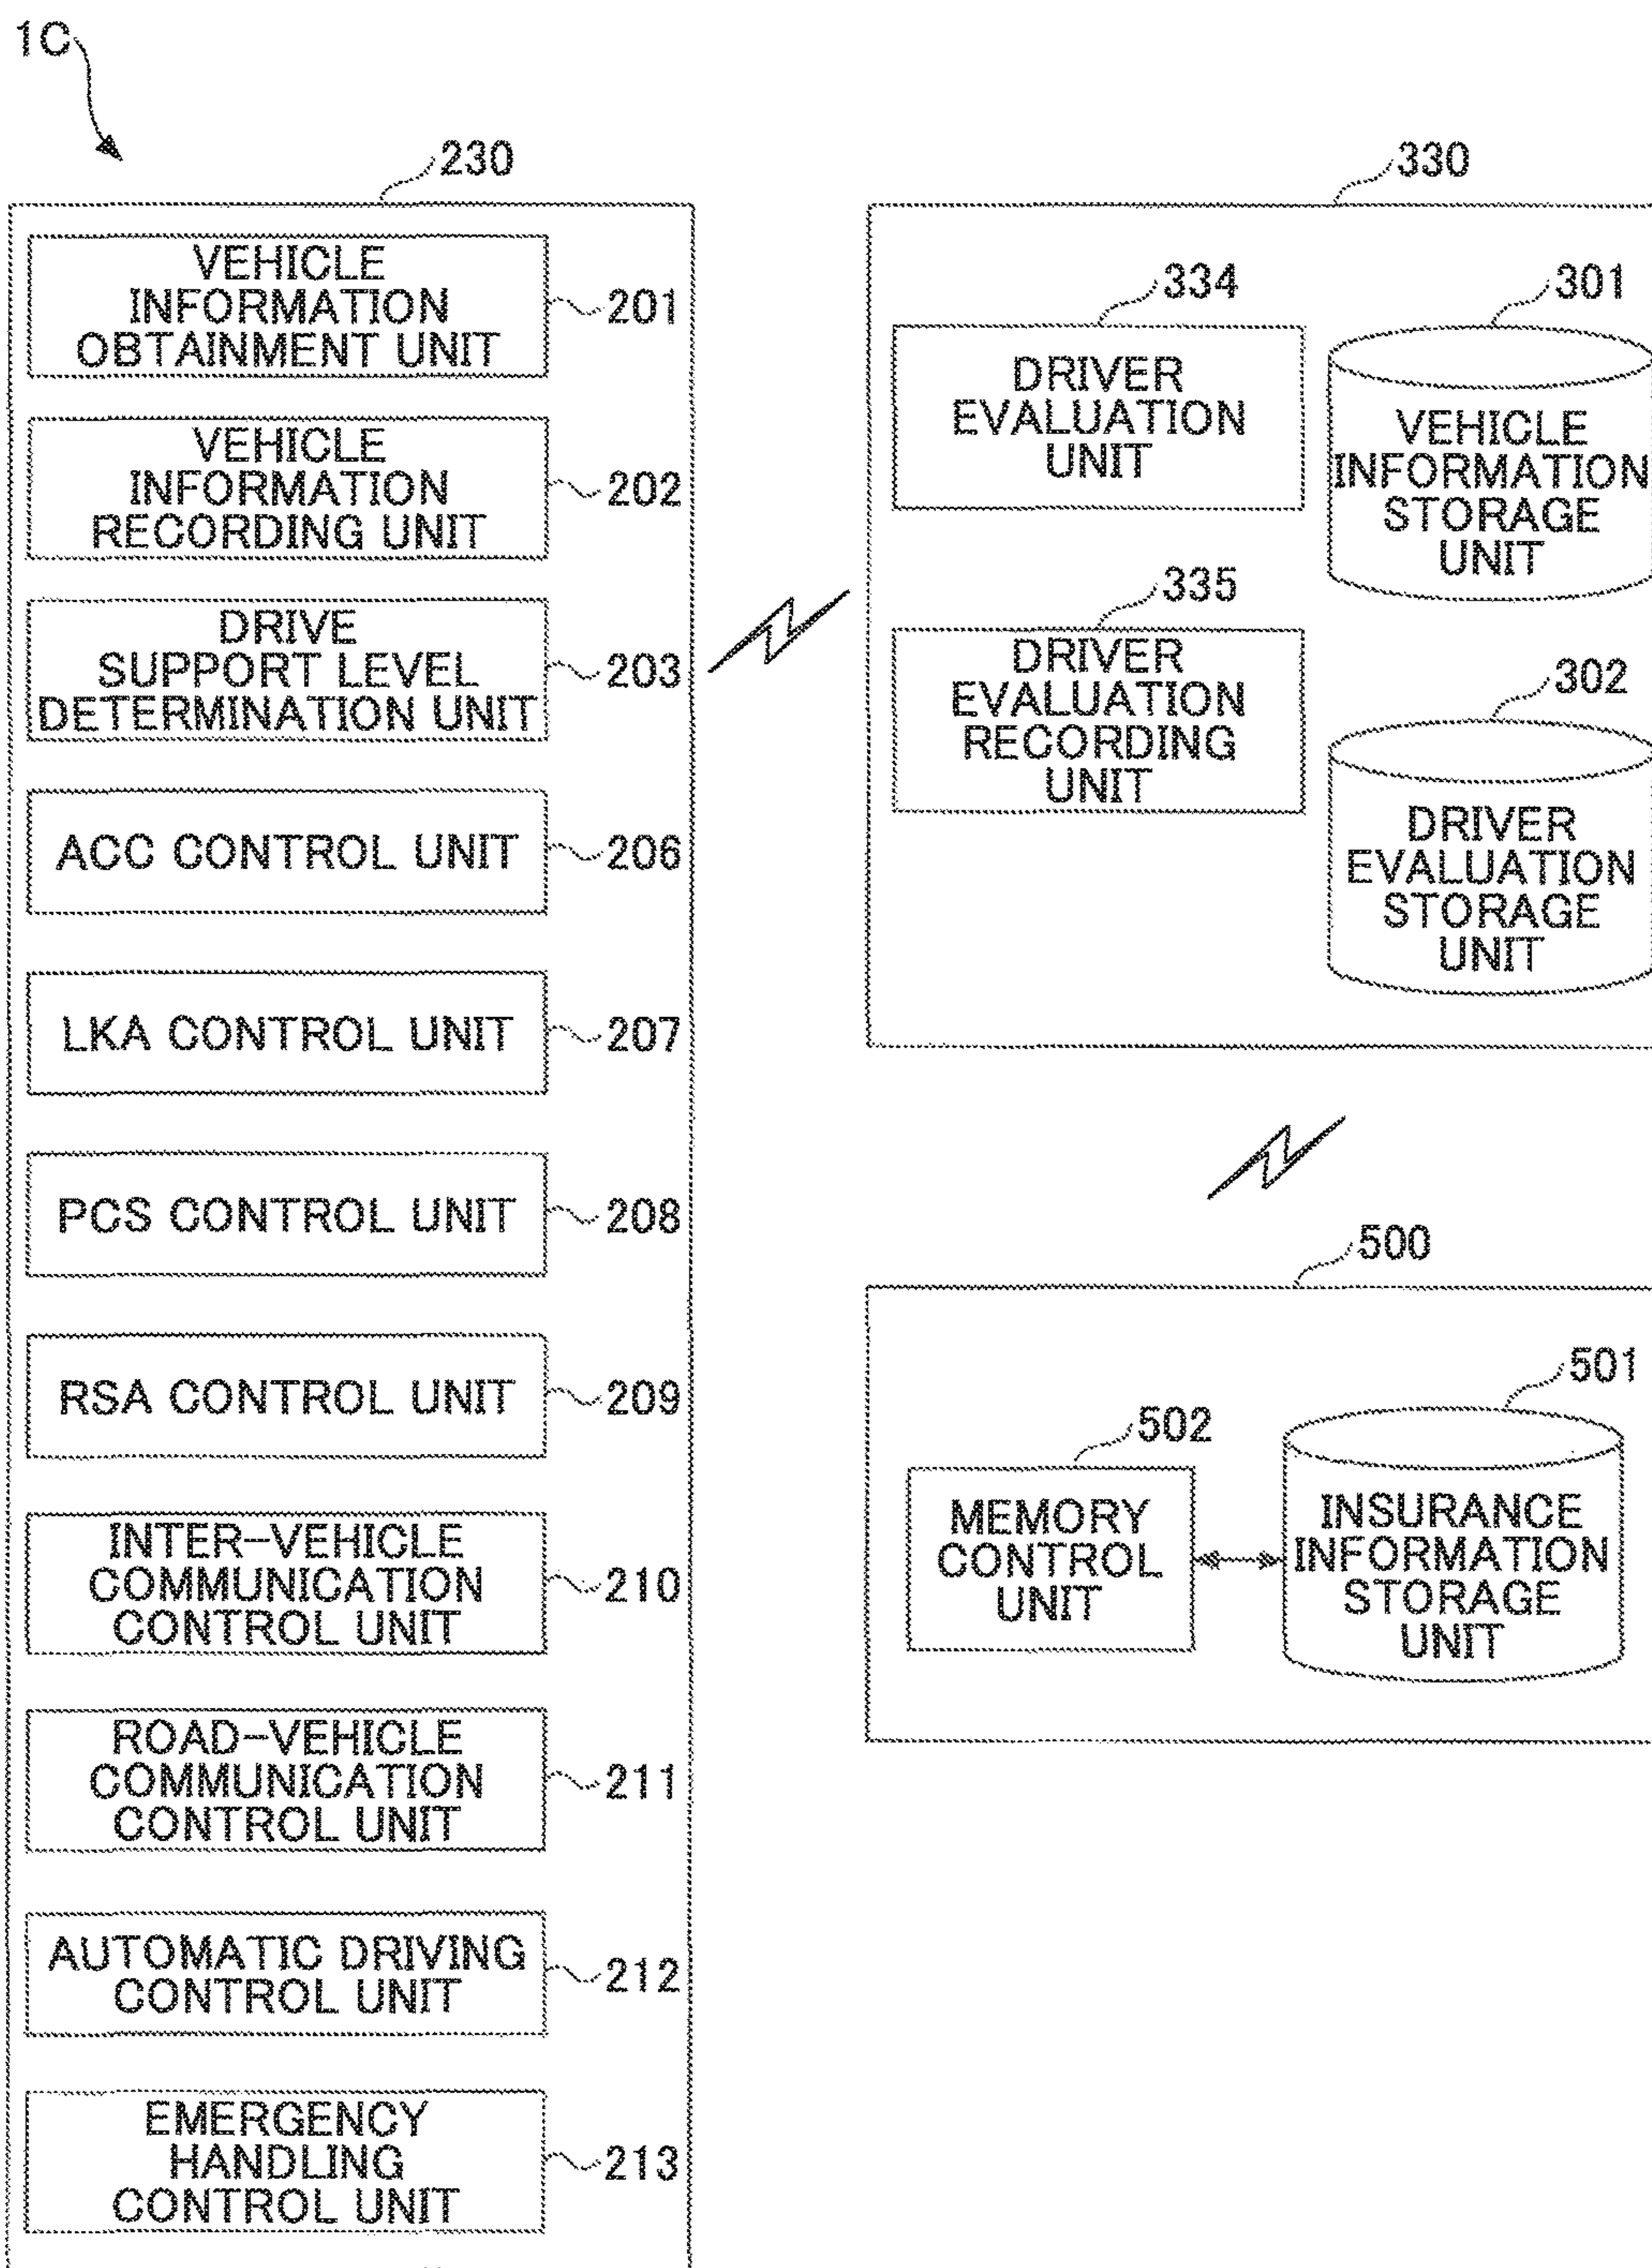 1C
230
VEHICLE
INFORMATION
OBTAINMENT UNIT
201
VEHICLE
INFORMATION
RECORDING UNIT
202
DRIVE
SUPPORT LEVEL
DETERMINATION UNIT
203
ACC CONTROL UNIT
206
LKA CONTROL UNIT
207
PCS CONTROL UNIT
208
RSA CONTROL UNIT
209
INTER-VEHICLE
COMMUNICATION
CONTROL UNIT
210
ROAD-VEHICLE
COMMUNICATION
CONTROL UNIT
211
AUTOMATIC DRIVING
CONTROL UNIT
212
EMERGENCY
HANDLING
CONTROL UNIT
213
330
334
DRIVER
EVALUATION
UNIT
301
VEHICLE
INFORMATION
STORAGE
UNIT
335
DRIVER
EVALUATION
RECORDING
UNIT
302
DRIVER
EVALUATION
STORAGE
UNIT
500
502
MEMORY
CONTROL
UNIT
501
INSURANCE
INFORMATION
STORAGE
UNIT